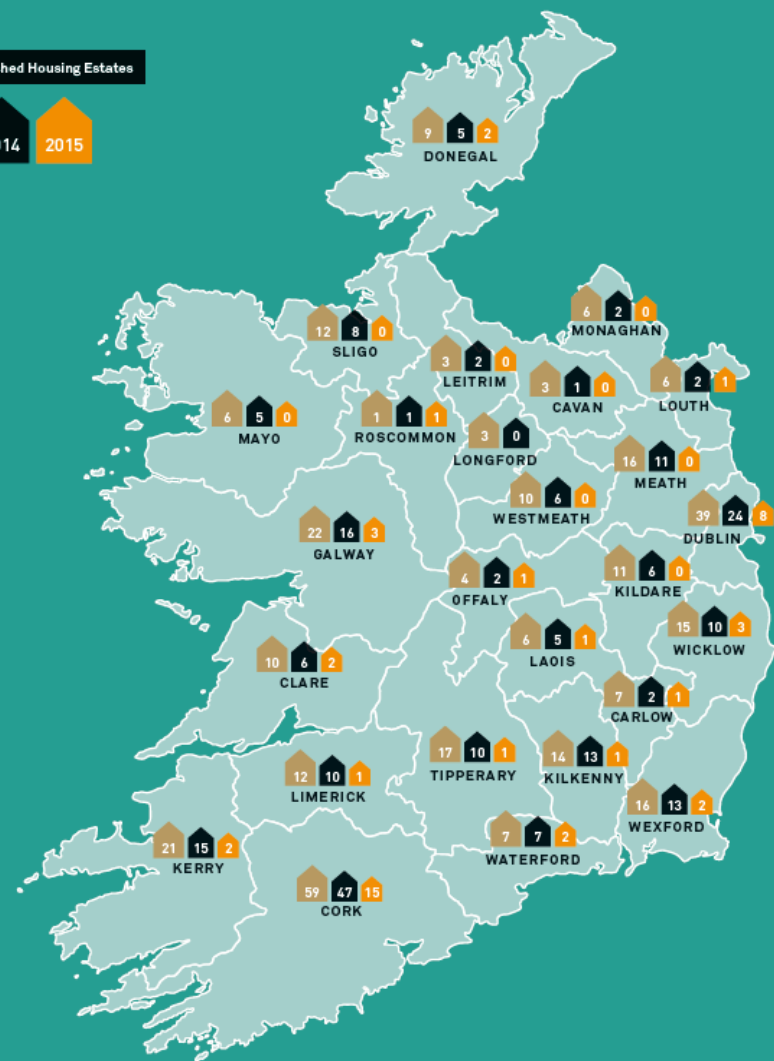 Housing Estates
2015
9 5 2
DONEGAL
6 2 0
MONAGHAN
12 8 0
SLIGO
3 2 0
LEITRIM
3 1 0
CAVAN
6 2 1
LOUTH
6 5 0
MAYO
1 1 1
ROSCOMMON
3 0
LONGFORD
16 11 0
MEATH
10 6 0
WESTMEATH
39 24 8
DUBLIN
22 16 3
GALWAY
4 2 1
OFFALY
11 6 0
KILDARE
6 5 1
LAOIS
15 10 3
WICKLOW
10 6 2
CLARE
7 2 1
CARLOW
17 10 1
TIPPERARY
14 13 1
KILKENNY
12 10 1
LIMERICK
16 13 2
WEXFORD
7 7 2
WATERFORD
21 15 2
KERRY
59 47 15
CORK